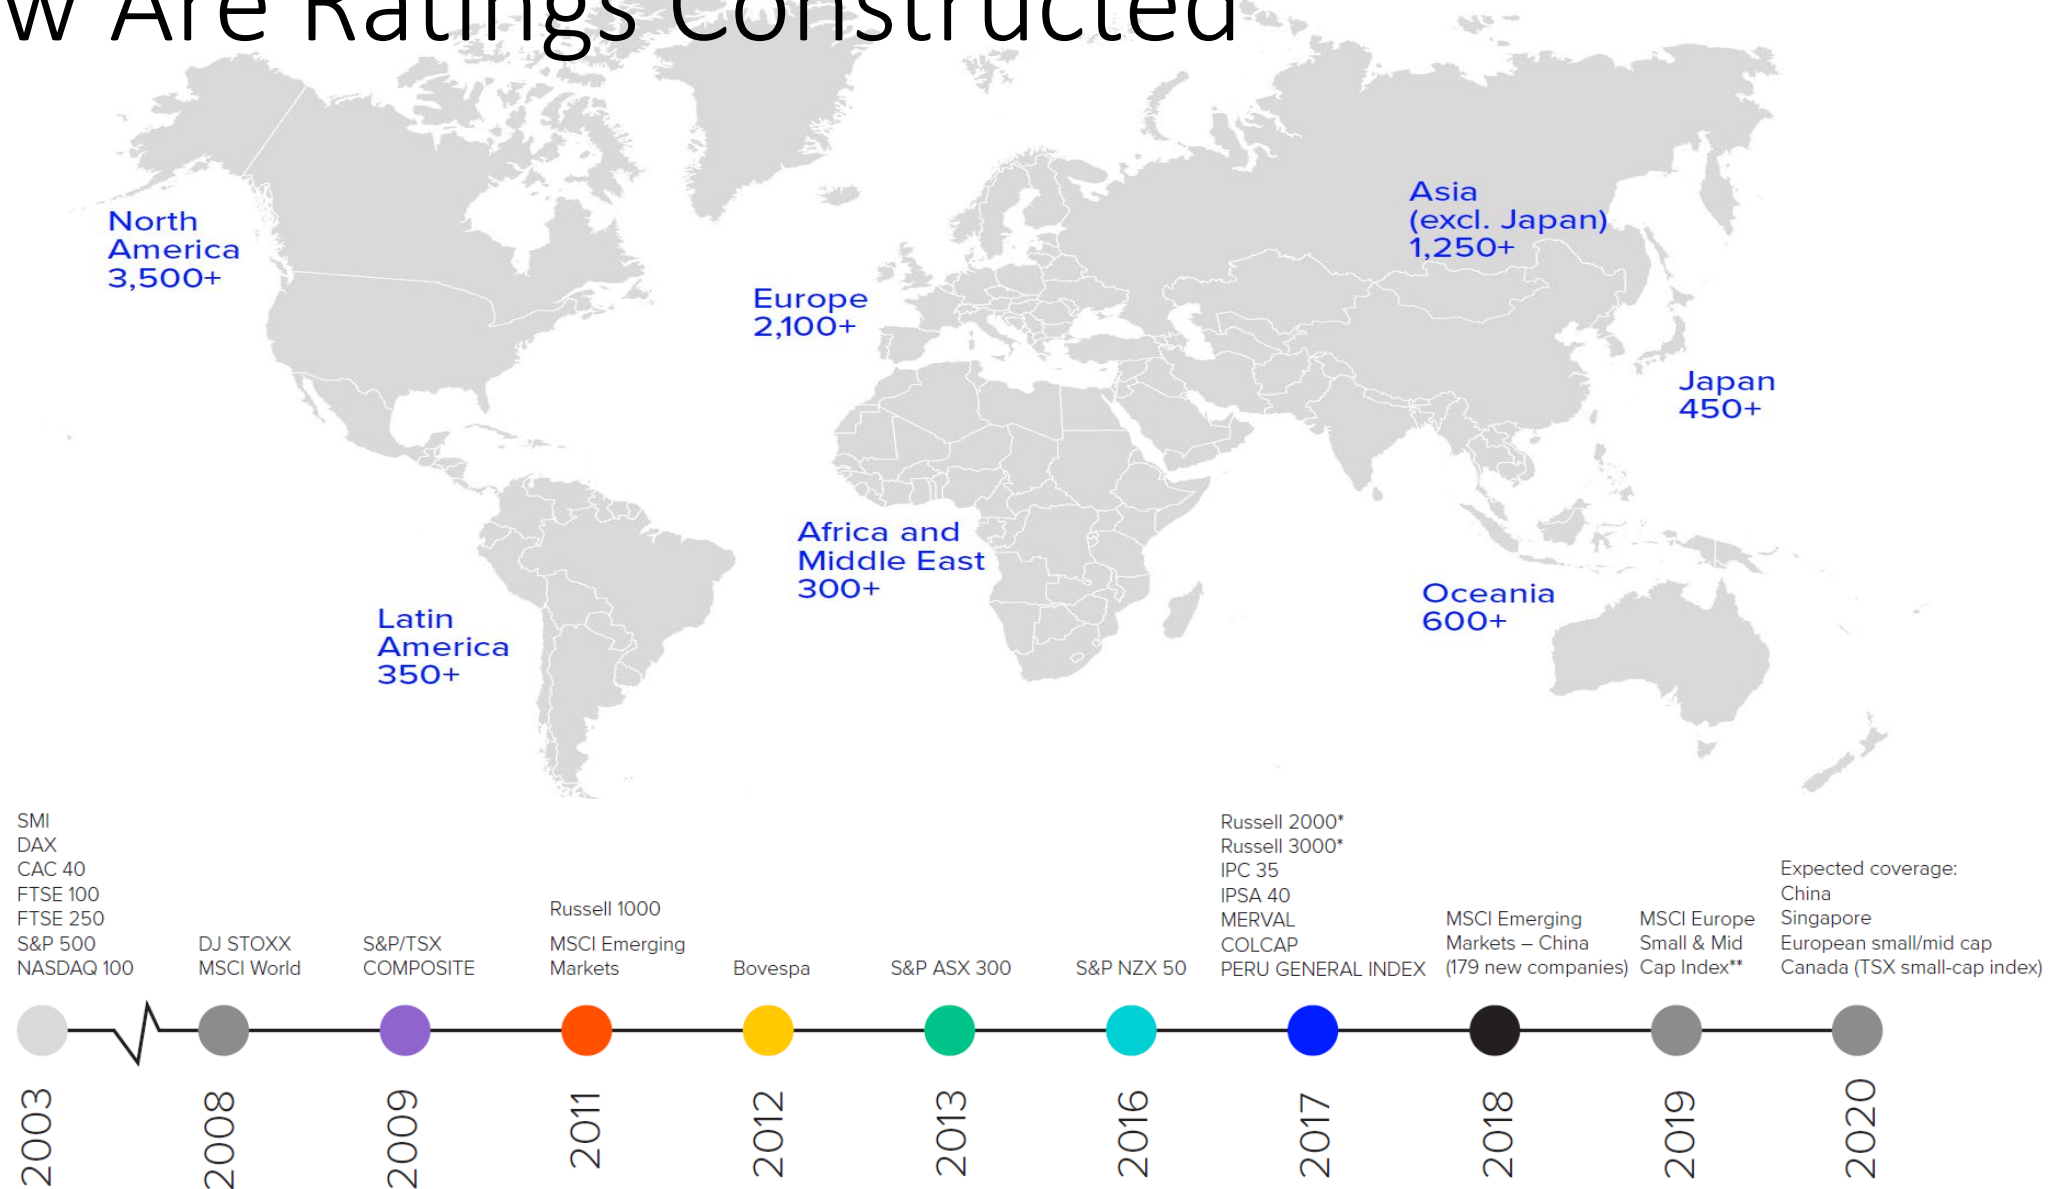 w Are Ratings Constructed
North
America
3,500+
Europe
2,100+
Asia
(excl. Japan)
1,250+
Japan
450+
Africa and
Middle East
300+
Oceania
600+
Latin
America
350+
SMI
DAX
CAC 40
FTSE 100
FTSE 250
S&P 500
NASDAQ 100
DJ STOXX
MSCI World
S&P/TSX
COMPOSITE
Russell 1000
MSCI Emerging
Markets
Bovespa
S&P ASX 300
S&P NZX 50
Russell 2000*
Russell 3000*
IPC 35
IPSA 40
MERVAL
COLCAP
PERU GENERAL INDEX
MSCI Emerging
Markets – China
(179 new companies)
MSCI Europe
Small & Mid
Cap Index**
Expected coverage:
China
Singapore
European small/mid cap
Canada (TSX small-cap index)
2003
2008
2009
2011
2012
2013
2016
2017
2018
2019
2020